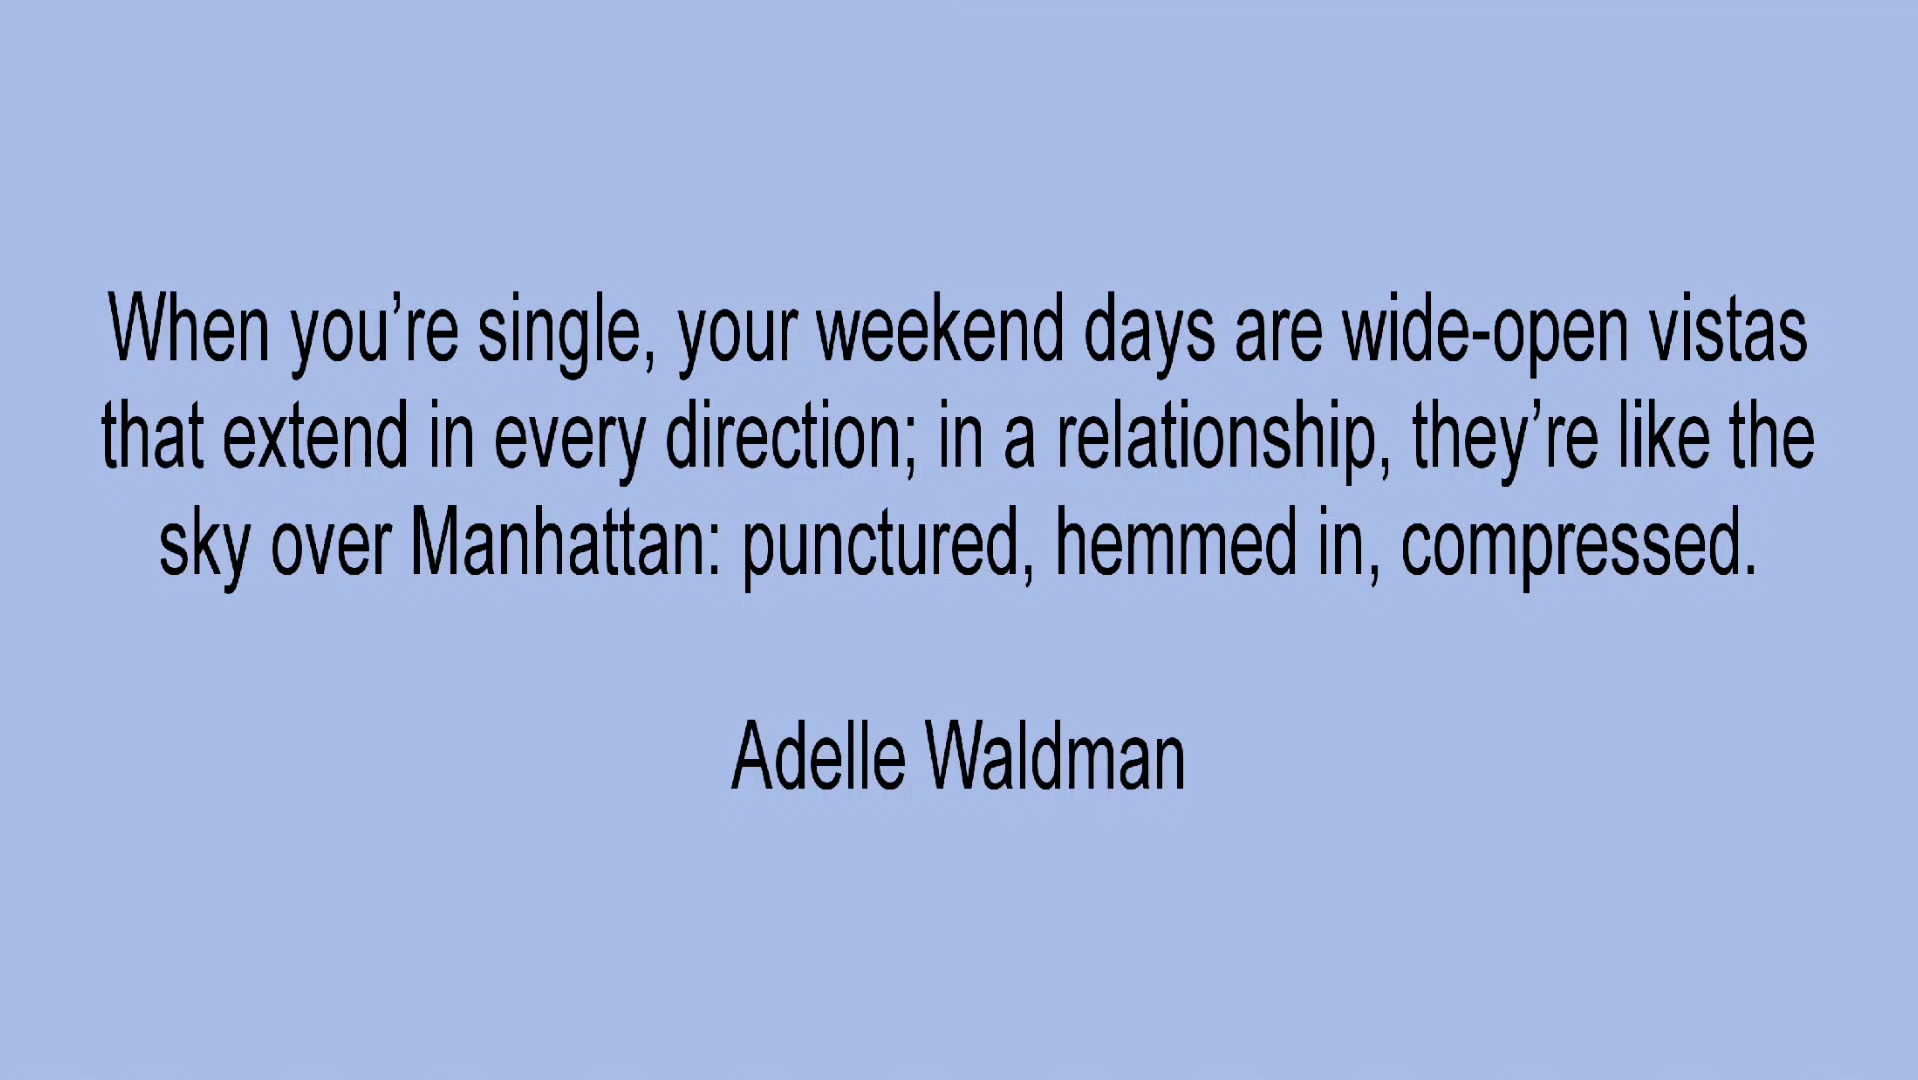 When you’re single, your weekend days are wide-open vistas
that extend in every direction; in a relationship, they’re like the
sky over Manhattan: punctured, hemmed in, compressed.
Adelle Waldman